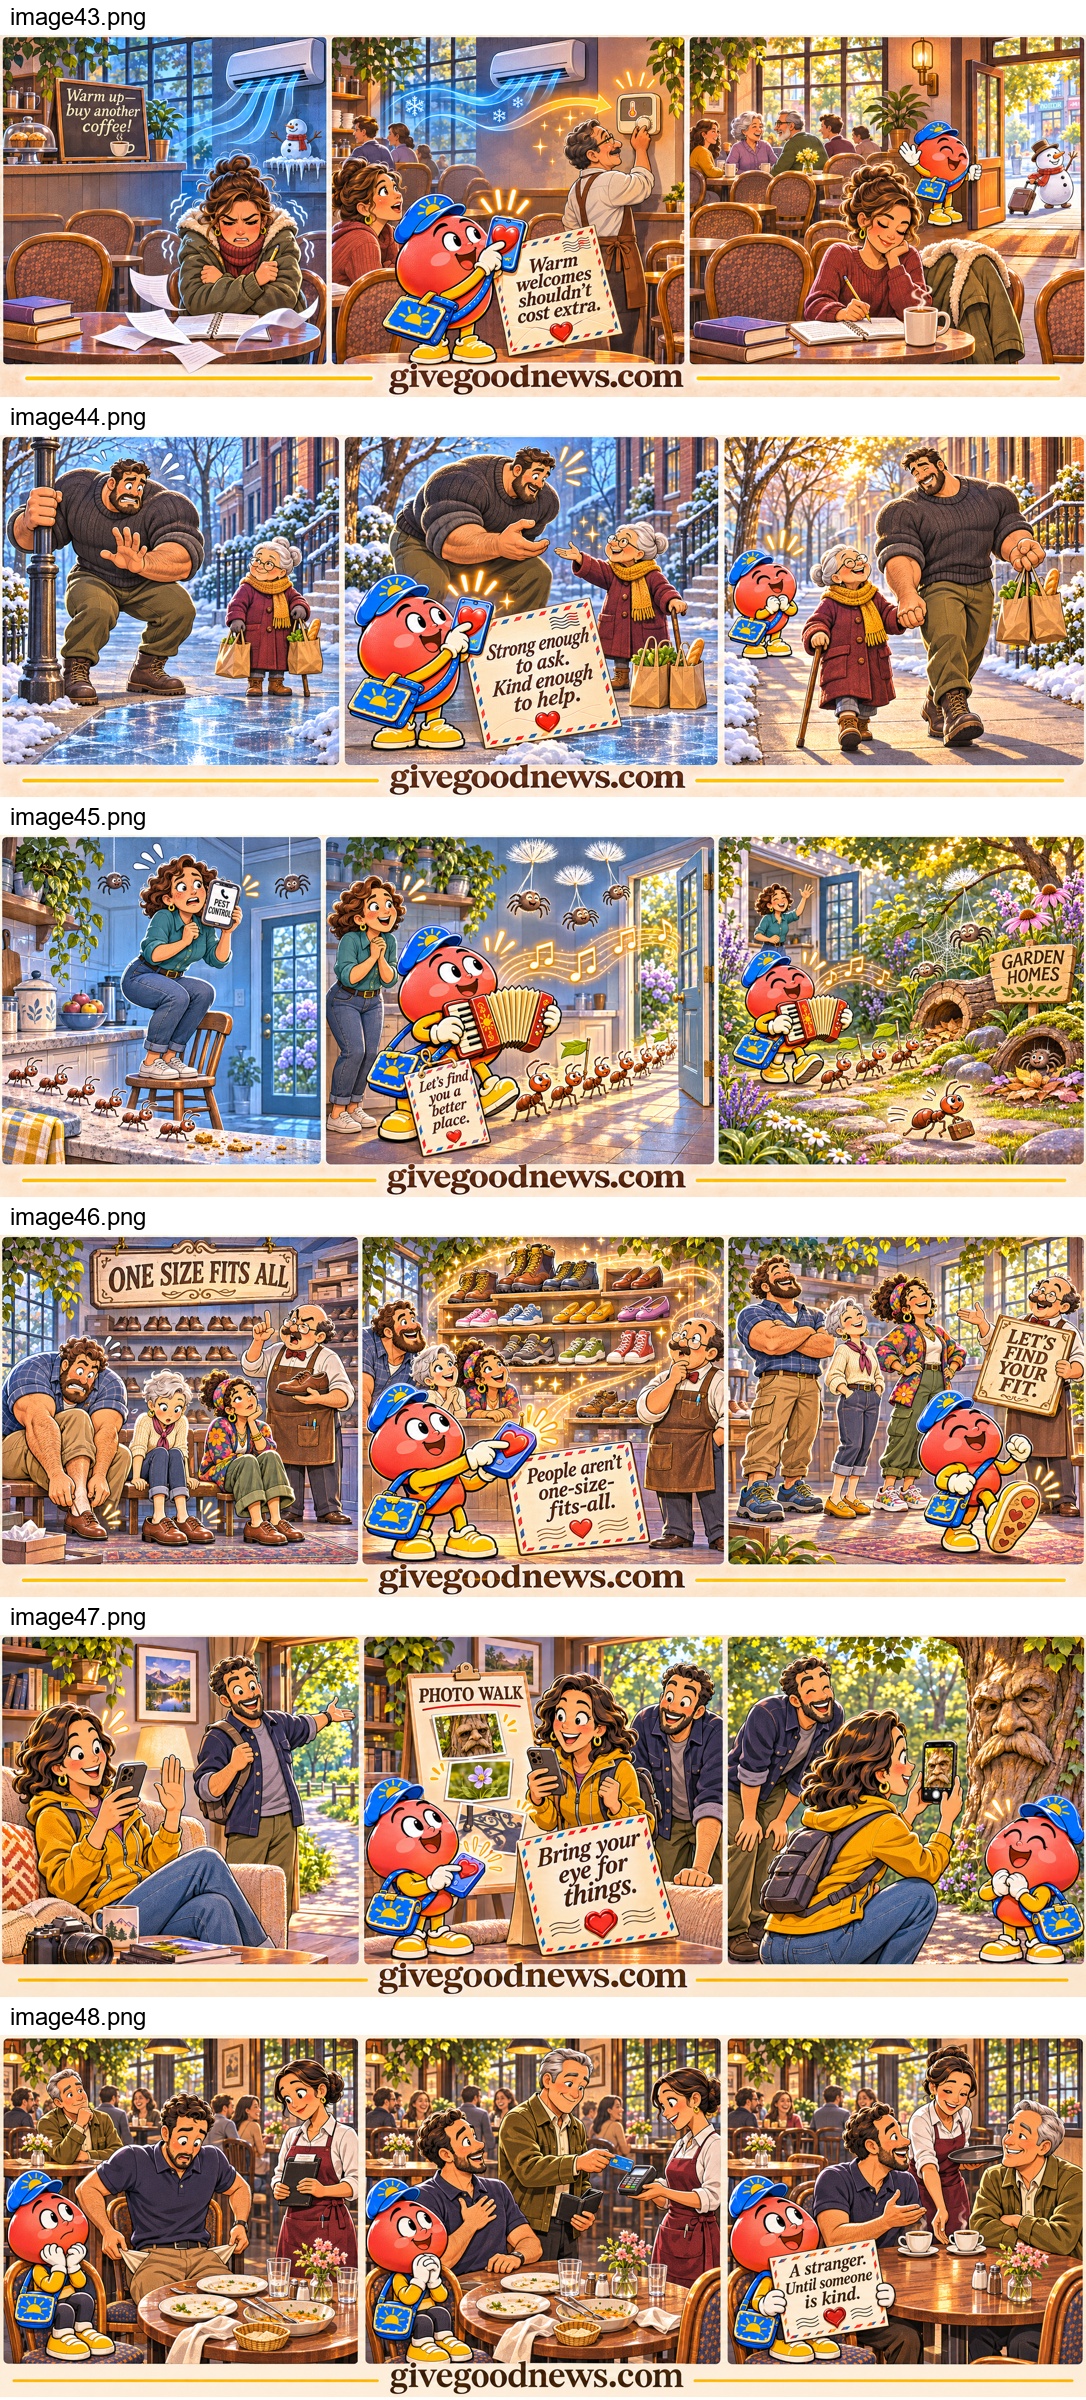 image43.png
Warm up—
buy another
coffee!
Warm
welcomes
shouldn't
cost extra.
givegoodnews.com
image44.png
Strong enough
to ask.
Kind enough
to help.
givegoodnews.com
image45.png
PEST
CONTROL
Let's find
you a
better
place.
GARDEN
HOMES
givegoodnews.com
image46.png
ONE SIZE FITS ALL
People aren't
one-size-
fits-all.
LET'S
FIND
YOUR
FIT.
givegoodnews.com
image47.png
PHOTO WALK
Bring your
eye for
things.
givegoodnews.com
image48.png
A stranger.
Until someone
is kind.
givegoodnews.com